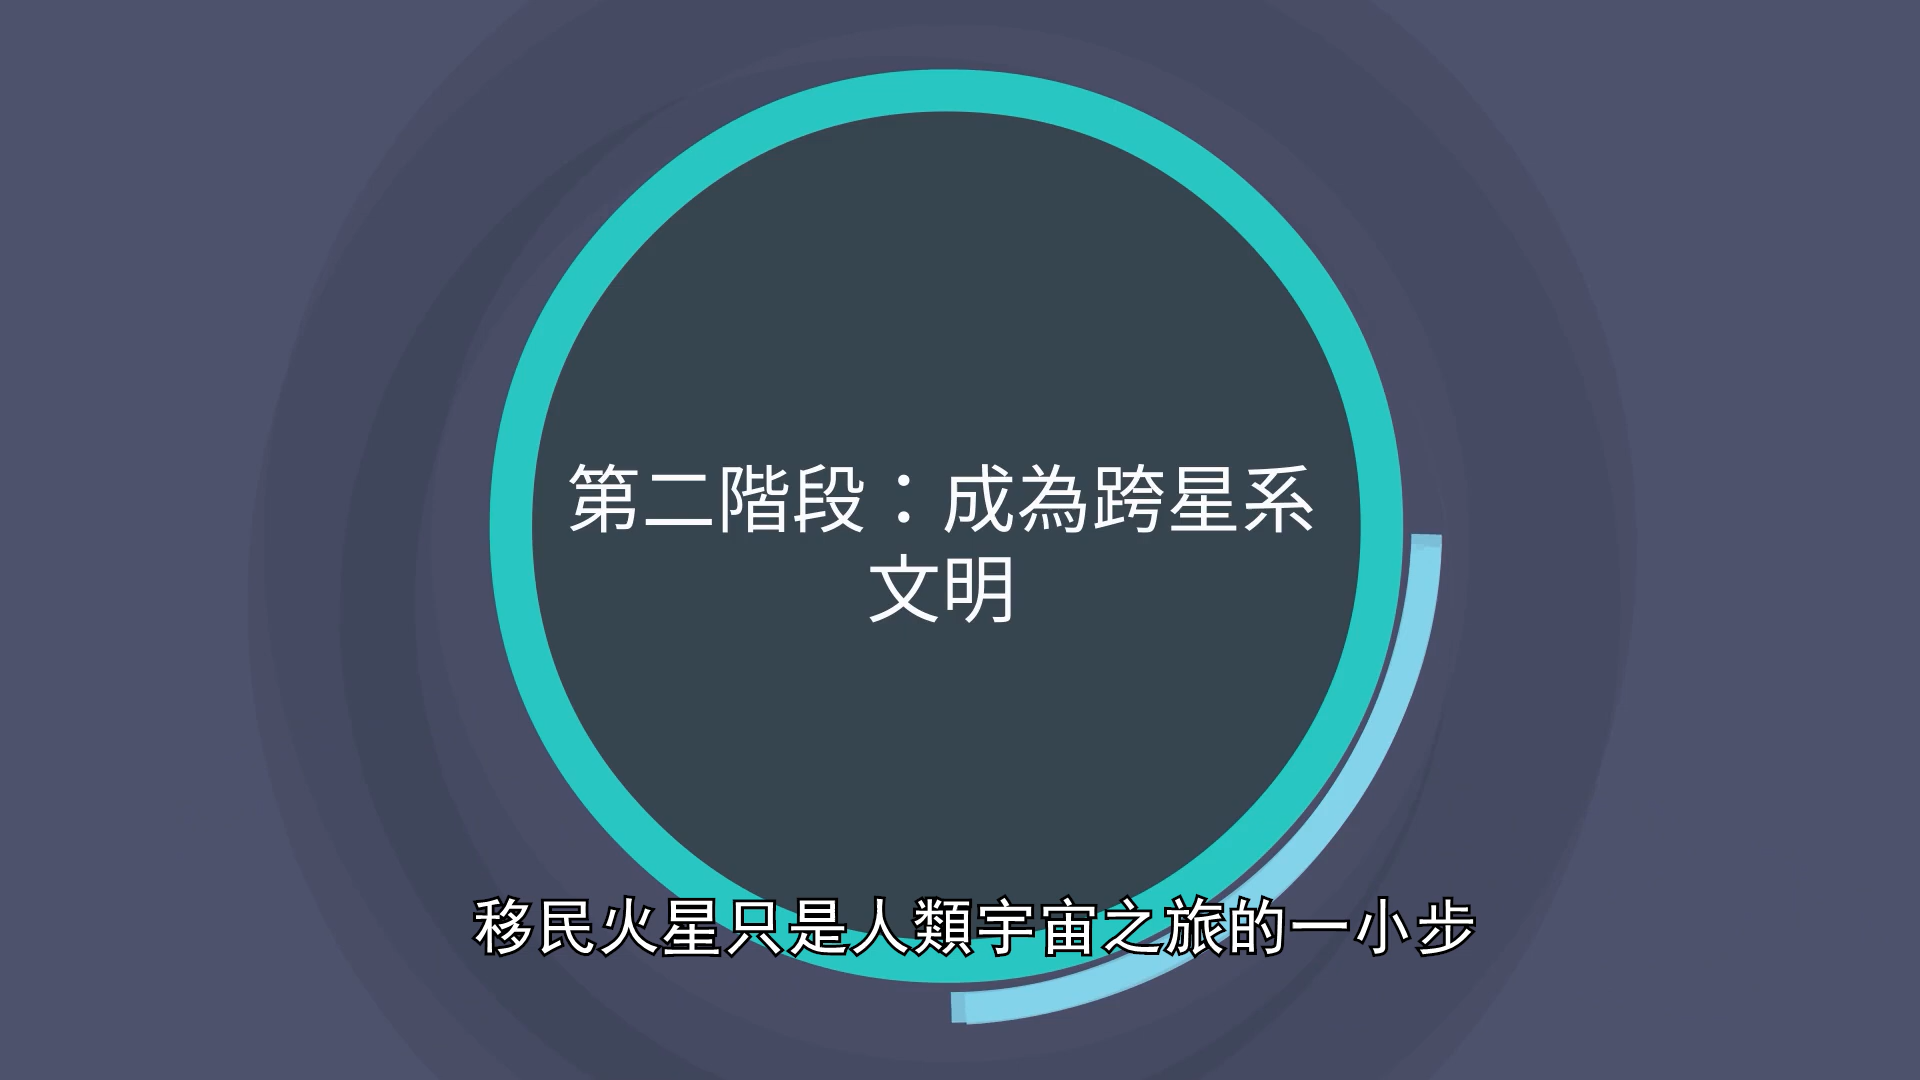 第二階段：成為跨星系
文明
移民火星只是人類宇宙之旅的一小步